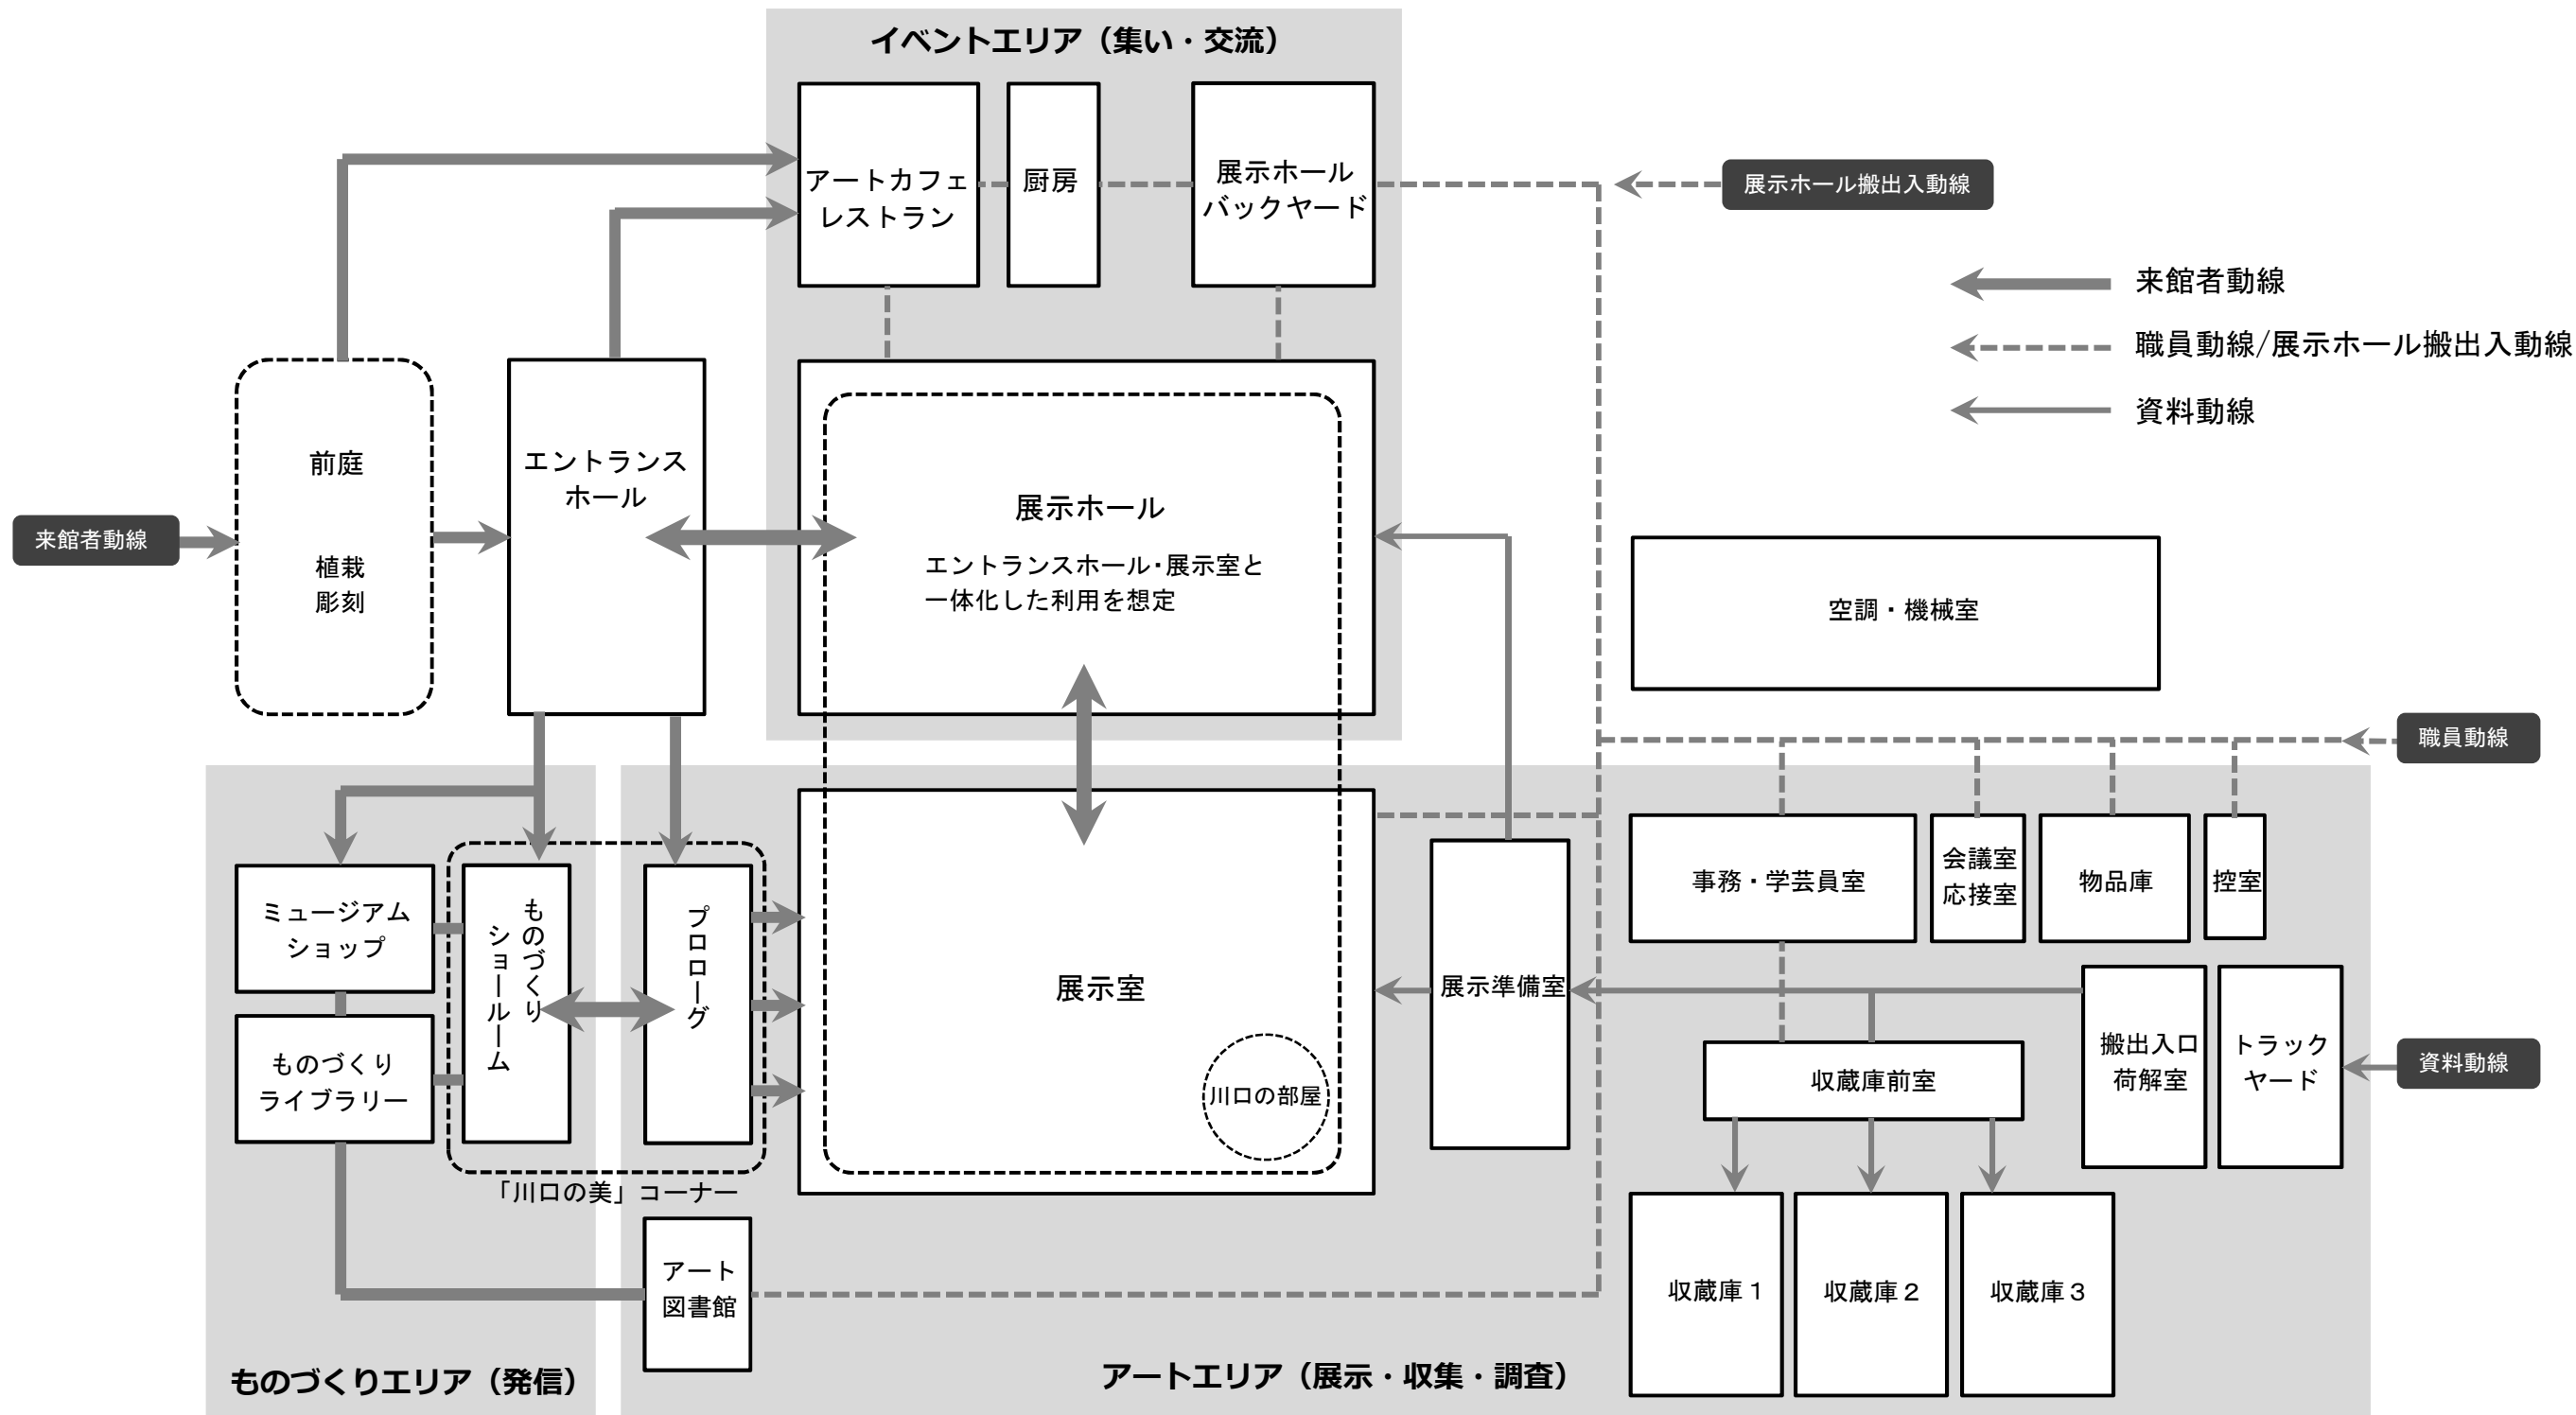 イベントエリア（集い・交流）
アートカフェ
レストラン
厨房
展示ホール
バックヤード
展示ホール搬出入動線
来館者動線
職員動線/展示ホール搬出入動線
資料動線
前庭
植栽
彫刻
エントランス
ホール
来館者動線
展示ホール
エントランスホール・展示室と
一体化した利用を想定
空調・機械室
職員動線
ミュージアム
ショップ
ものづくり
ショールーム
プロローグ
ものづくり
ライブラリー
「川口の美」コーナー
展示室
川口の部屋
展示準備室
事務・学芸員室
会議室
応接室
物品庫
控室
搬出入口
荷解室
トラック
ヤード
資料動線
収蔵庫前室
収蔵庫１
収蔵庫２
収蔵庫３
アート
図書館
ものづくりエリア（発信）
アートエリア（展示・収集・調査）